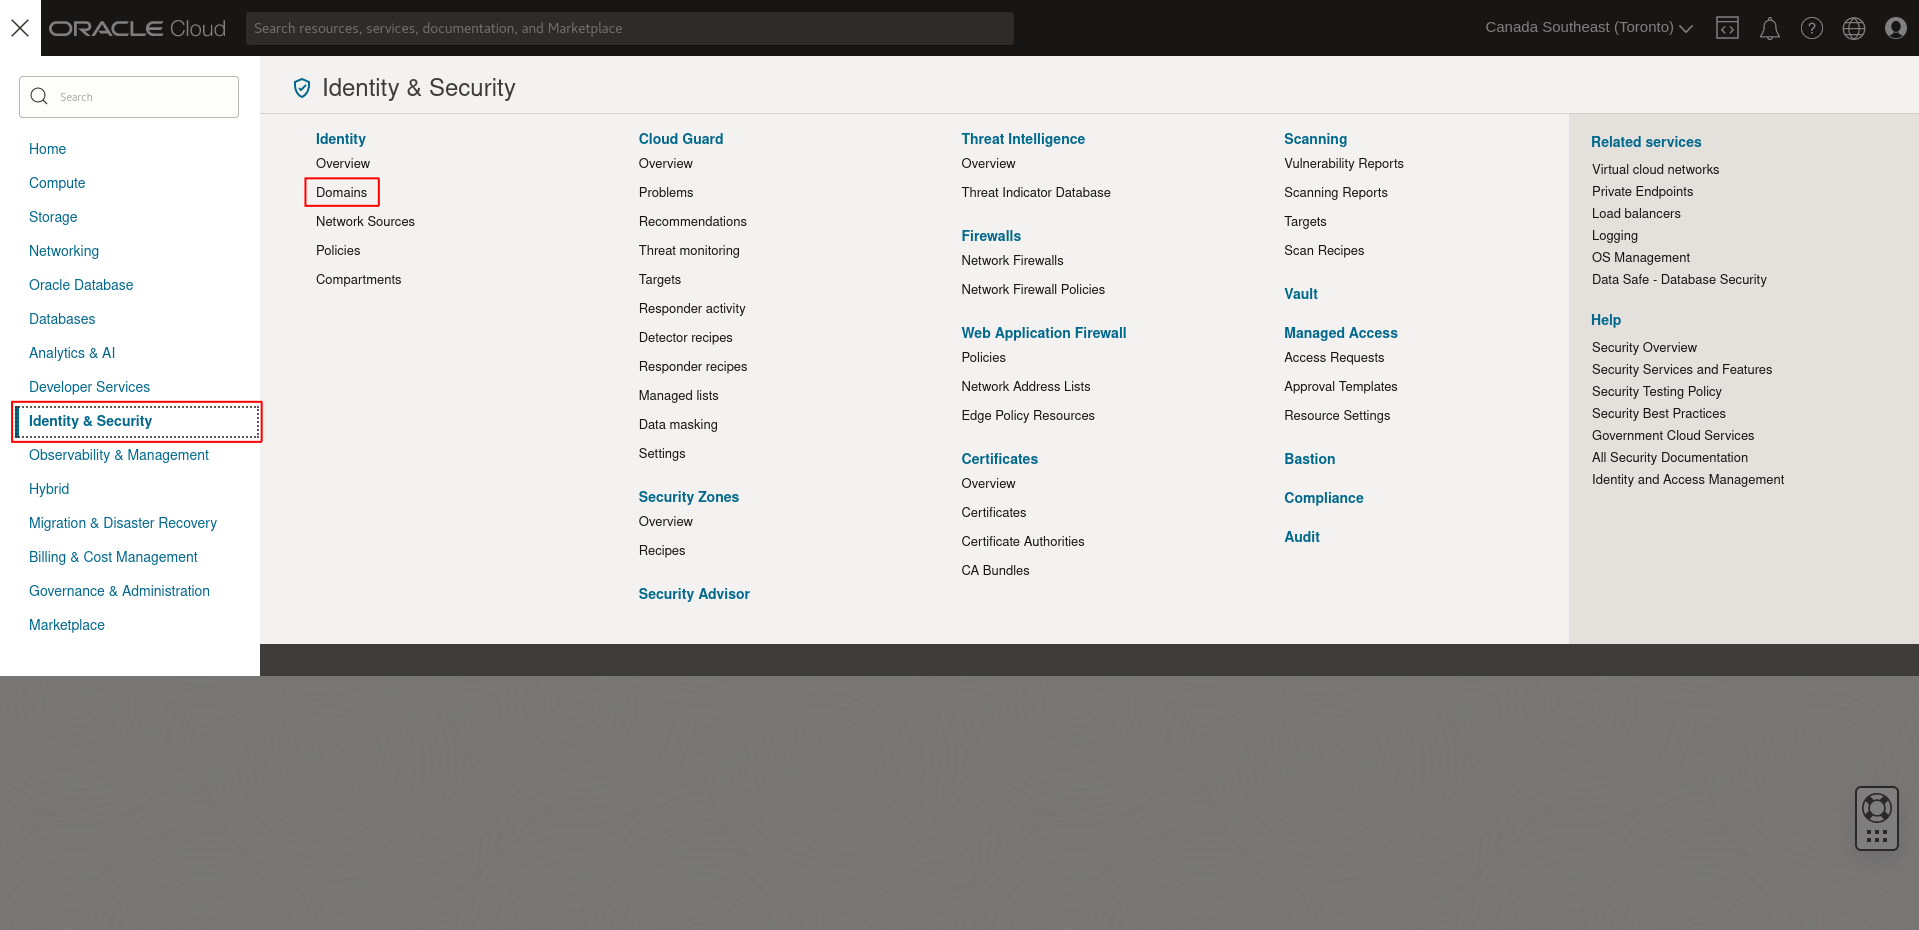 ORACLE Cloud
Search resources, services, documentation, and Marketplace
Canada Southeast (Toronto)
Search
Home
Compute
Storage
Networking
Oracle Database
Databases
Analytics & AI
Developer Services
Identity & Security
Observability & Management
Hybrid
Migration & Disaster Recovery
Billing & Cost Management
Governance & Administration
Marketplace
Identity & Security
Identity
Overview
Domains
Network Sources
Policies
Compartments
Cloud Guard
Overview
Problems
Recommendations
Threat monitoring
Targets
Responder activity
Detector recipes
Responder recipes
Managed lists
Data masking
Settings
Security Zones
Overview
Recipes
Security Advisor
Threat Intelligence
Overview
Threat Indicator Database
Firewalls
Network Firewalls
Network Firewall Policies
Web Application Firewall
Policies
Network Address Lists
Edge Policy Resources
Certificates
Overview
Certificates
Certificate Authorities
CA Bundles
Scanning
Vulnerability Reports
Scanning Reports
Targets
Scan Recipes
Vault
Managed Access
Access Requests
Approval Templates
Resource Settings
Bastion
Compliance
Audit
Related services
Virtual cloud networks
Private Endpoints
Load balancers
Logging
OS Management
Data Safe - Database Security
Help
Security Overview
Security Services and Features
Security Testing Policy
Security Best Practices
Government Cloud Services
All Security Documentation
Identity and Access Management